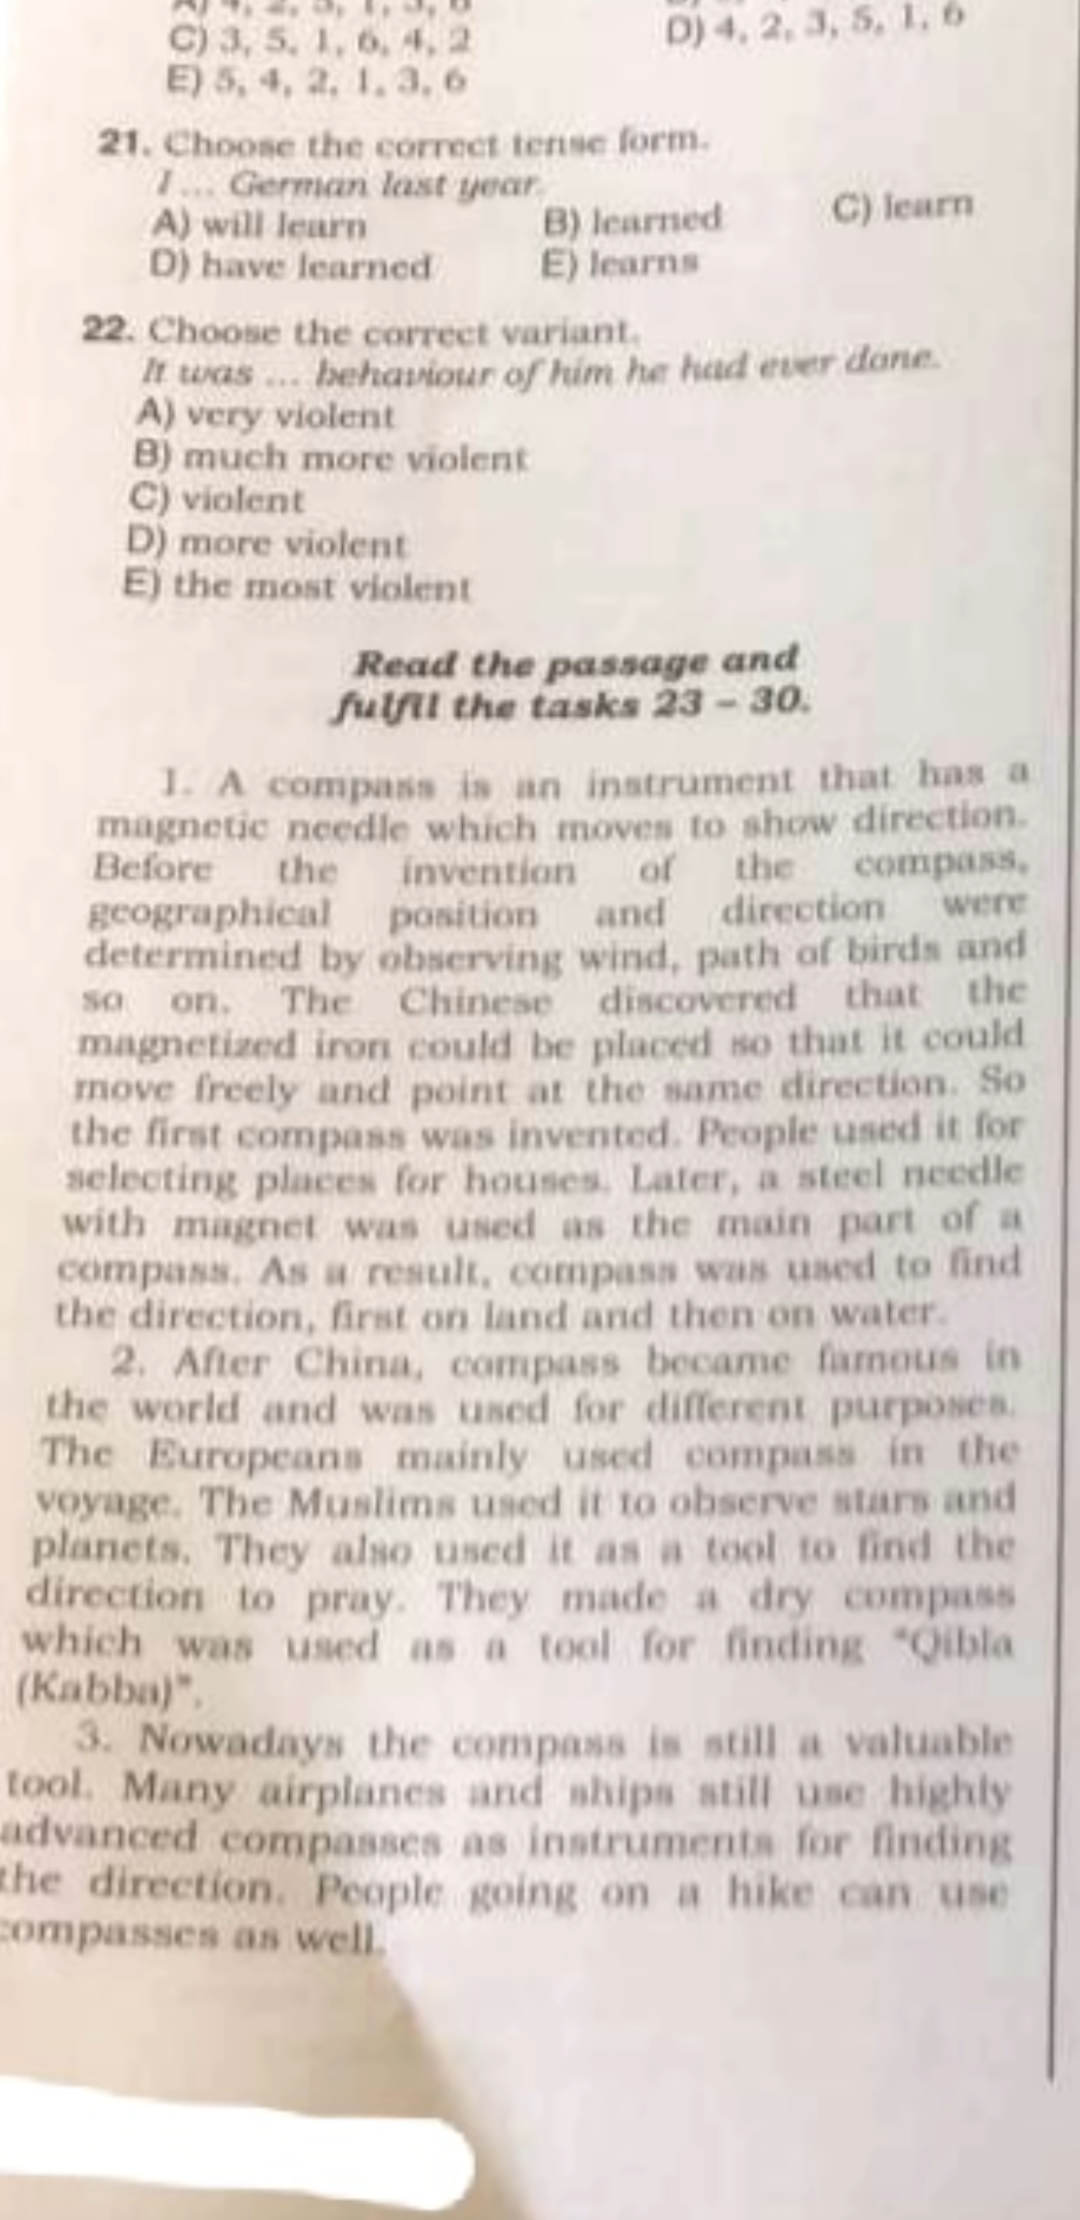 C) 3, 5, 1, 6, 4, 2
D) 4, 2, 3, 5, 1, 6
E) 5, 4, 2, 1, 3, 6
21. Choose the correct tense form.
I ... German last year.
A) will learn B) learned C) learn
D) have learned E) learns
22. Choose the correct variant.
It was ... behaviour of him he had ever done.
A) very violent
B) much more violent
C) violent
D) more violent
E) the most violent
Read the passage and
fulfil the tasks 23 – 30.
1. A compass is an instrument that has a
magnetic needle which moves to show direction.
Before the invention of the compass,
geographical position and direction were
determined by observing wind, path of birds and
so on. The Chinese discovered that the
magnetized iron could be placed so that it could
move freely and point at the same direction. So
the first compass was invented. People used it for
selecting places for houses. Later, a steel needle
with magnet was used as the main part of a
compass. As a result, compass was used to find
the direction, first on land and then on water.
2. After China, compass became famous in
the world and was used for different purposes.
The Europeans mainly used compass in the
voyage. The Muslims used it to observe stars and
planets. They also used it as a tool to find the
direction to pray. They made a dry compass
which was used as a tool for finding "Qibla
(Kabba)".
3. Nowadays the compass is still a valuable
tool. Many airplanes and ships still use highly
advanced compasses as instruments for finding
the direction. People going on a hike can use
compasses as well.